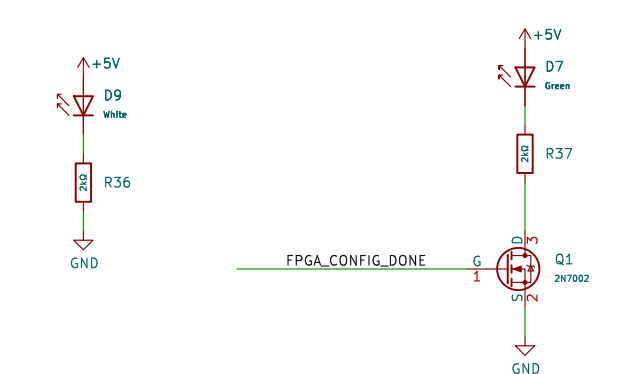 +5V
D9
White
2kΩ
R36
GND
+5V
D7
Green
2kΩ
R37
FPGA_CONFIG_DONE
G
1
D
3
Q1
2N7002
S
2
GND